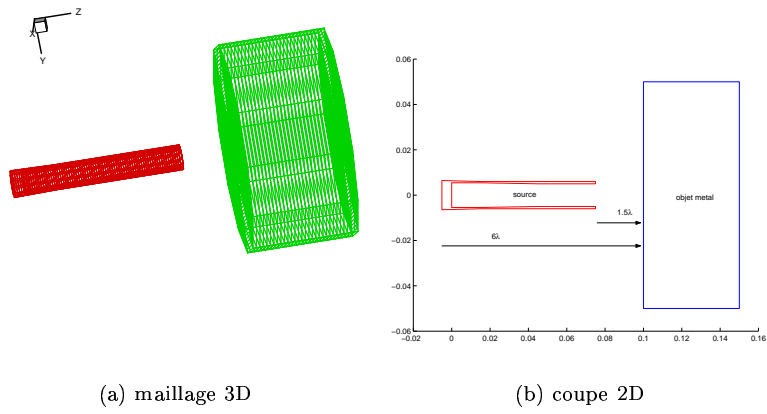 Z
X
Y
0.06
0.04
0.02
0
−0.02
−0.04
−0.06
−0.02
0
0.02
0.04
0.06
0.08
0.1
0.12
0.14
0.16
source
objet metal
1.5λ
6λ
(a) maillage 3D
(b) coupe 2D